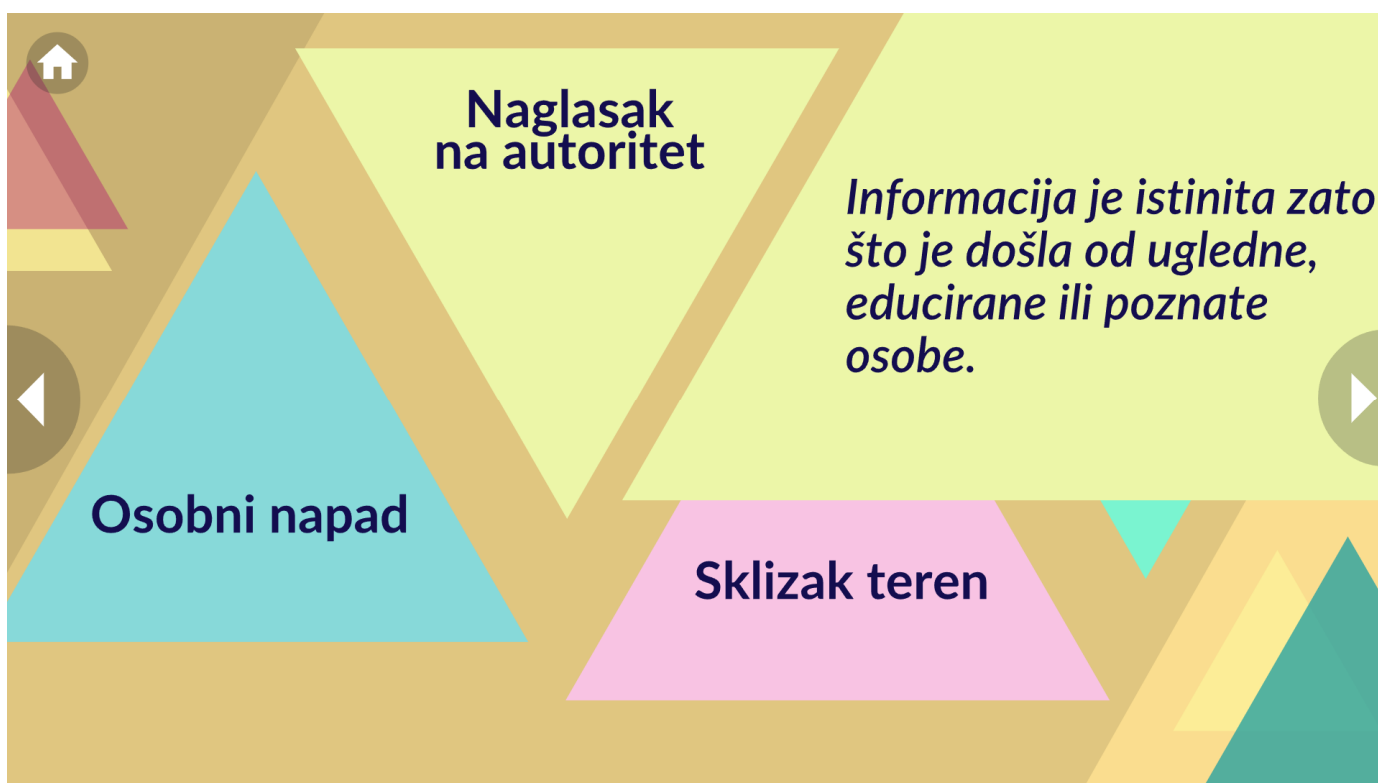 Naglasak
na autoritet
Informacija je istinita zato
što je došla od ugledne,
educirane ili poznate
osobe.
Osobni napad
Sklizak teren